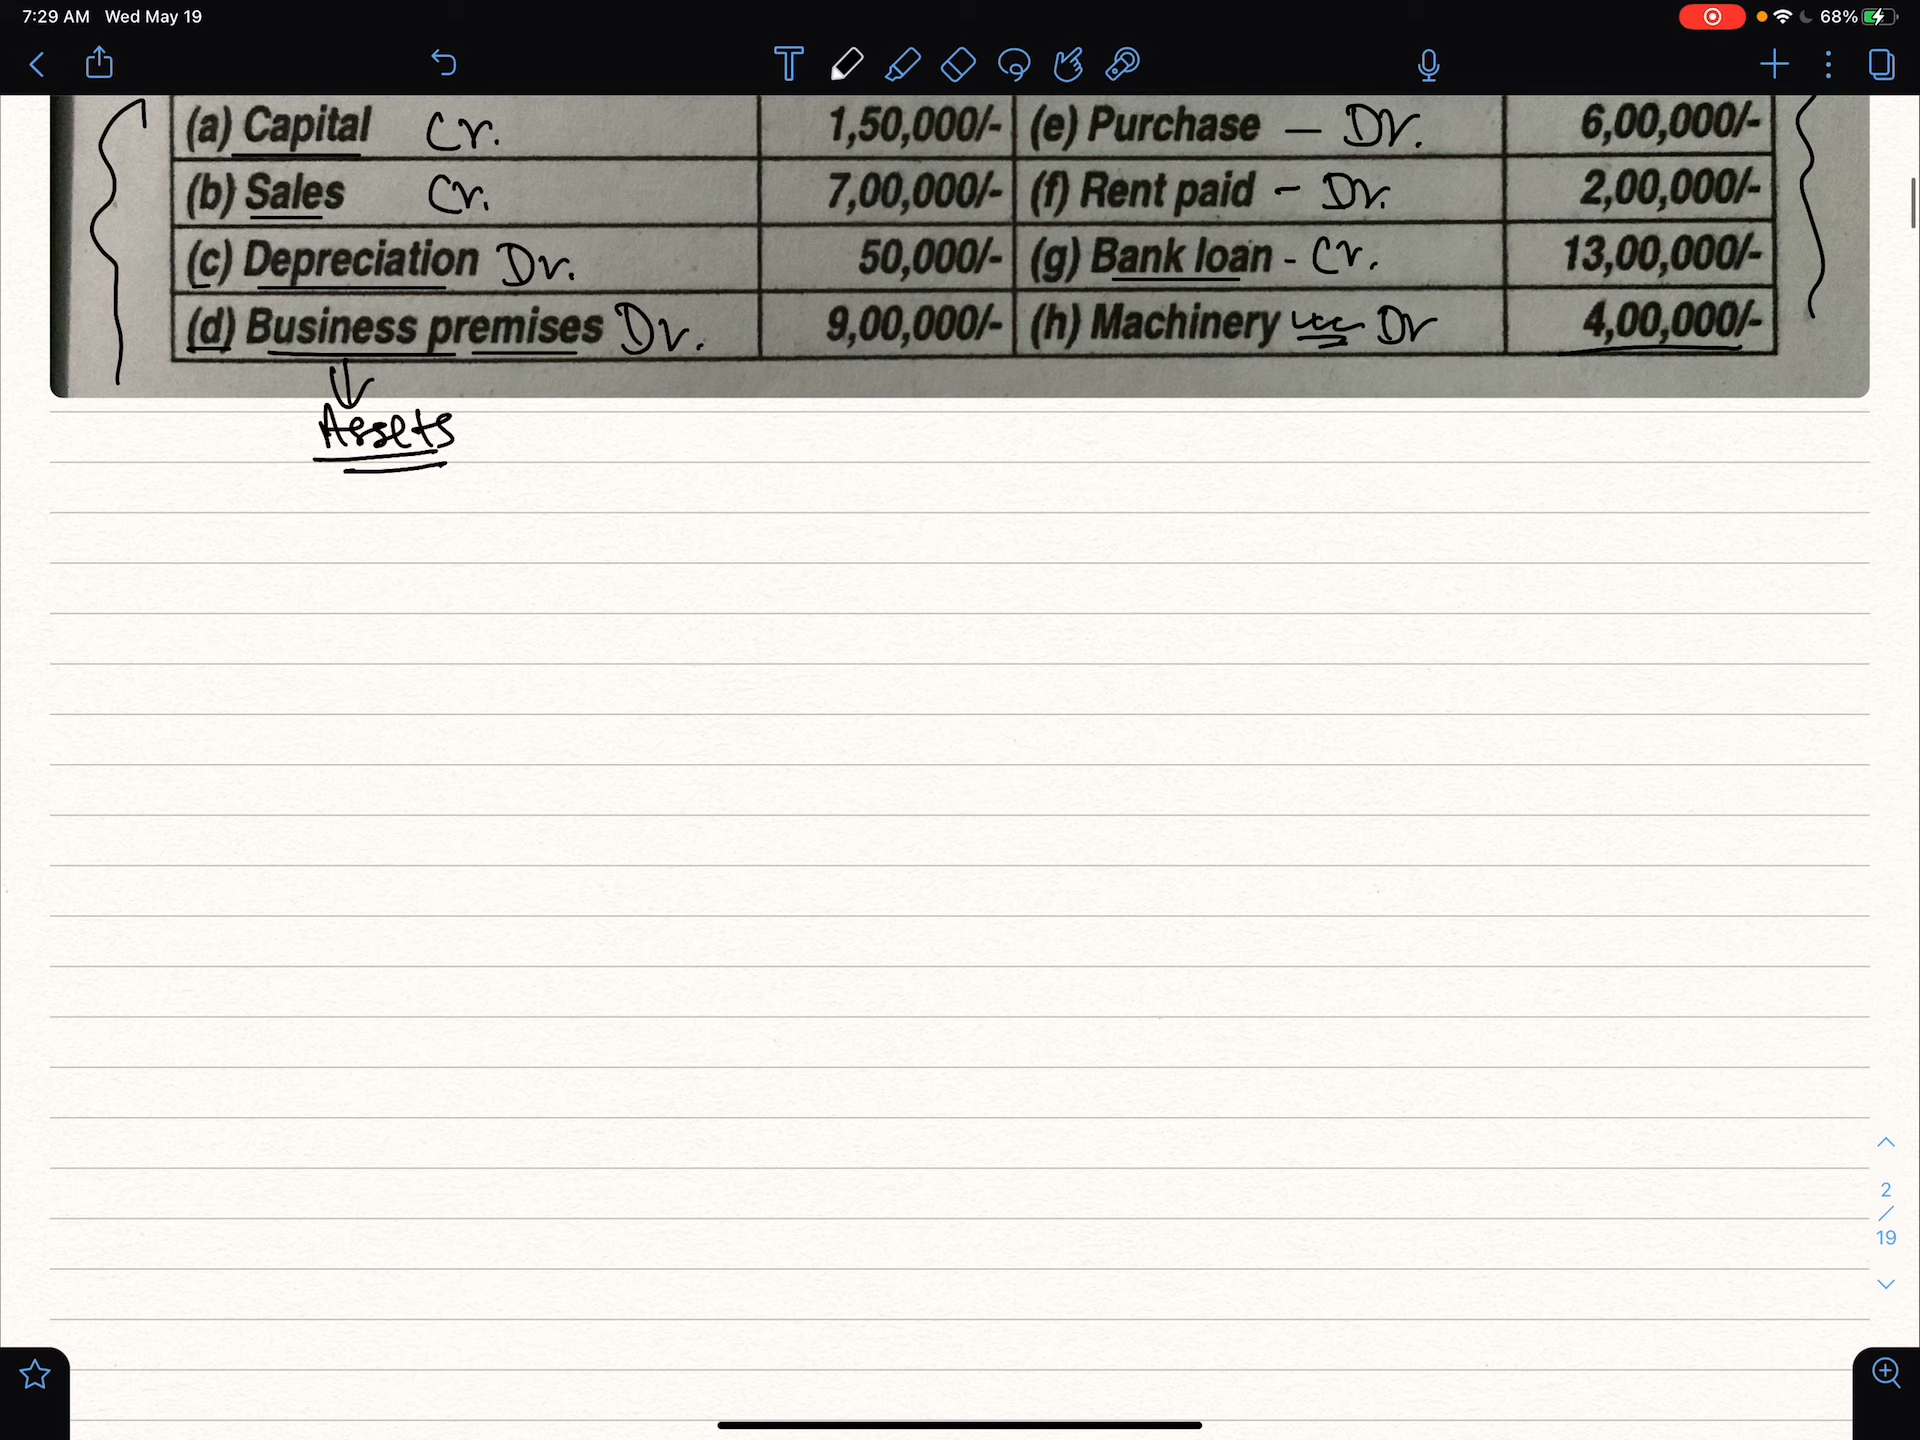 7:29 AM Wed May 19
68%
(a) Capital Cr. 1,50,000/- (e) Purchase — Dr. 6,00,000/-
(b) Sales Cr. 7,00,000/- (f) Rent paid - Dr. 2,00,000/-
(c) Depreciation Dr. 50,000/- (g) Bank loan - Cr. 13,00,000/-
(d) Business premises Dr. 9,00,000/- (h) Machinery Dr 4,00,000/-
Assets
2
/
19